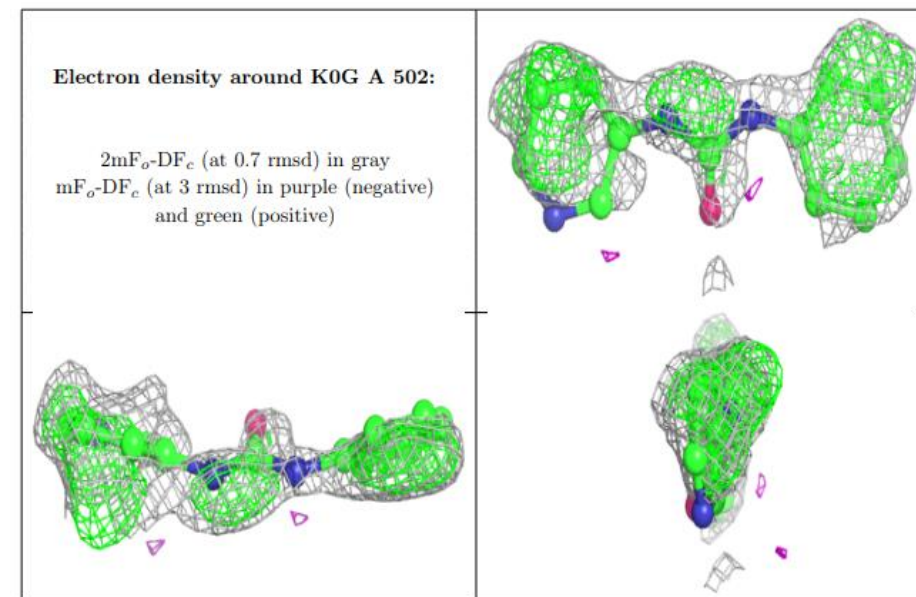 Electron density around K0G A 502:
2mFₒ-DF𝒸 (at 0.7 rmsd) in gray
mFₒ-DF𝒸 (at 3 rmsd) in purple (negative)
and green (positive)